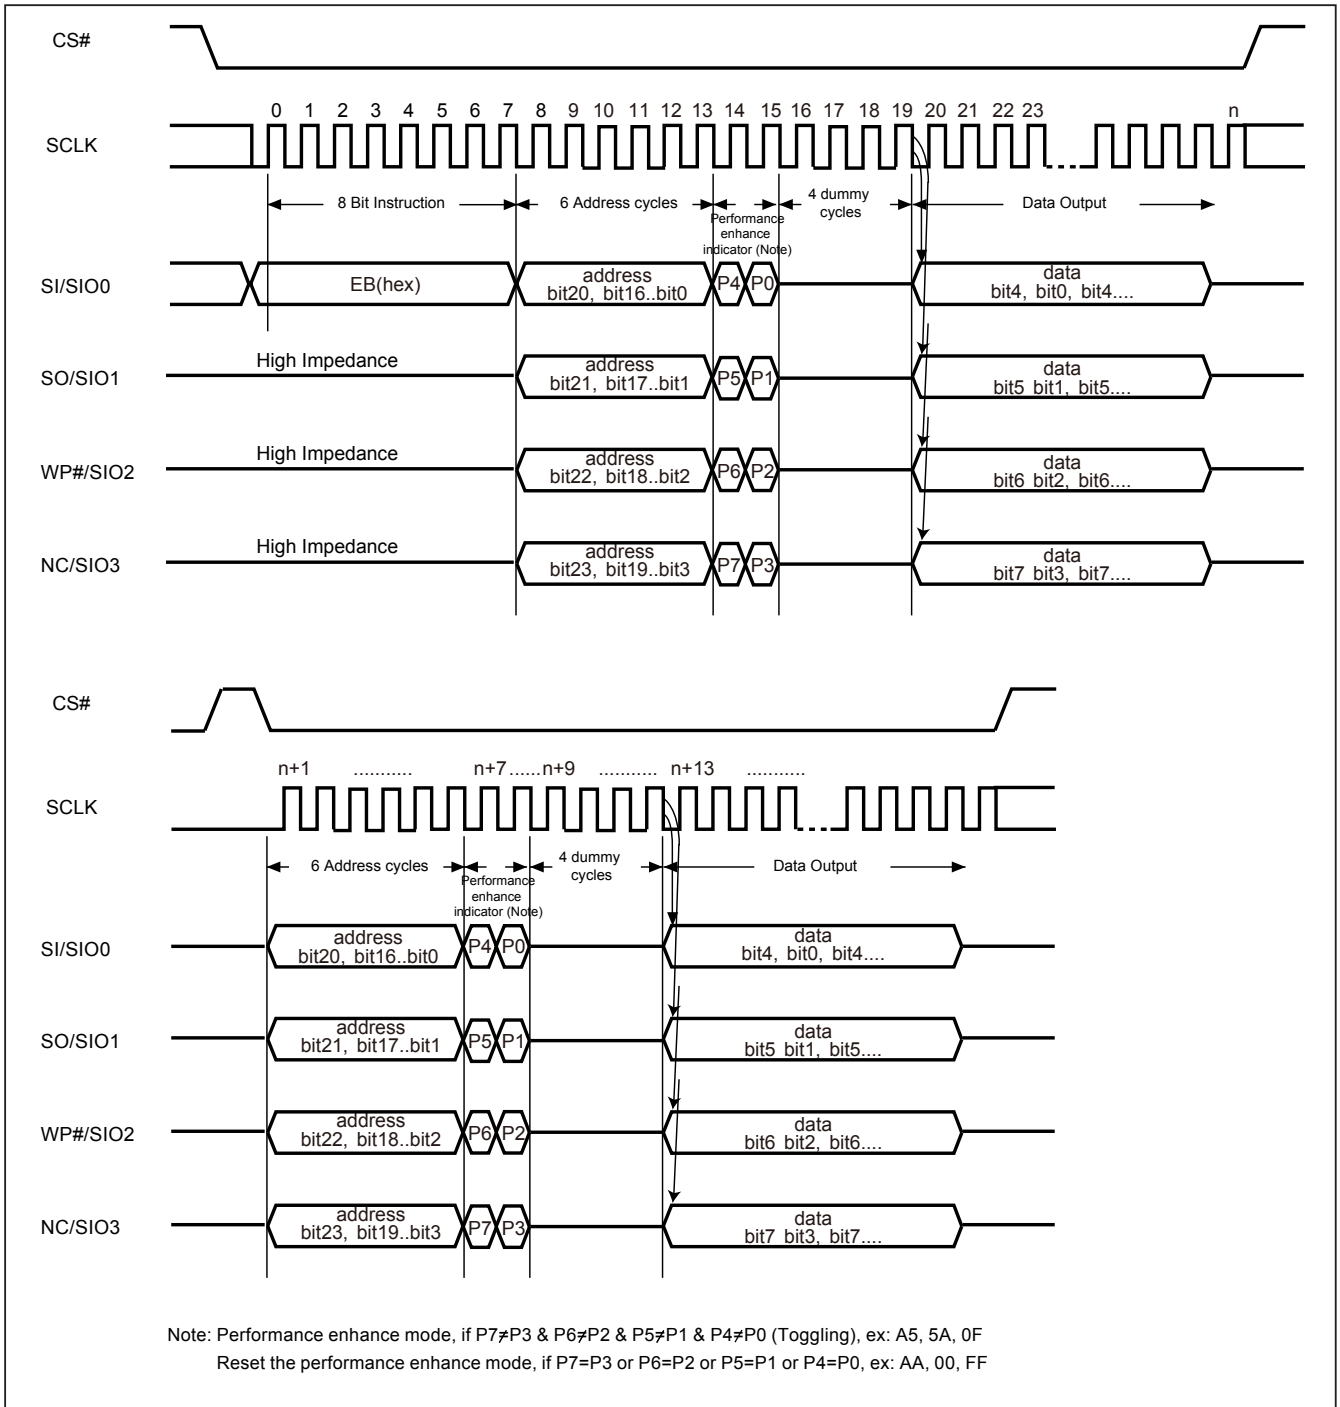 CS#
0 1 2 3 4 5 6 7 8 9 10 11 12 13 14 15 16 17 18 19 20 21 22 23 n
SCLK
8 Bit Instruction
6 Address cycles
Performance
enhance
indicator (Note)
4 dummy
cycles
Data Output
SI/SIO0
EB(hex)
address
bit20, bit16..bit0
P4 P0
data
bit4, bit0, bit4....
SO/SIO1
High Impedance
address
bit21, bit17..bit1
P5 P1
data
bit5 bit1, bit5....
WP#/SIO2
High Impedance
address
bit22, bit18..bit2
P6 P2
data
bit6 bit2, bit6....
NC/SIO3
High Impedance
address
bit23, bit19..bit3
P7 P3
data
bit7 bit3, bit7....
CS#
n+1 ........... n+7......n+9 ........... n+13 ...........
SCLK
6 Address cycles
Performance
enhance
indicator (Note)
4 dummy
cycles
Data Output
SI/SIO0
address
bit20, bit16..bit0
P4 P0
data
bit4, bit0, bit4....
SO/SIO1
address
bit21, bit17..bit1
P5 P1
data
bit5 bit1, bit5....
WP#/SIO2
address
bit22, bit18..bit2
P6 P2
data
bit6 bit2, bit6....
NC/SIO3
address
bit23, bit19..bit3
P7 P3
data
bit7 bit3, bit7....
Note: Performance enhance mode, if P7≠P3 & P6≠P2 & P5≠P1 & P4≠P0 (Toggling), ex: A5, 5A, 0F
Reset the performance enhance mode, if P7=P3 or P6=P2 or P5=P1 or P4=P0, ex: AA, 00, FF